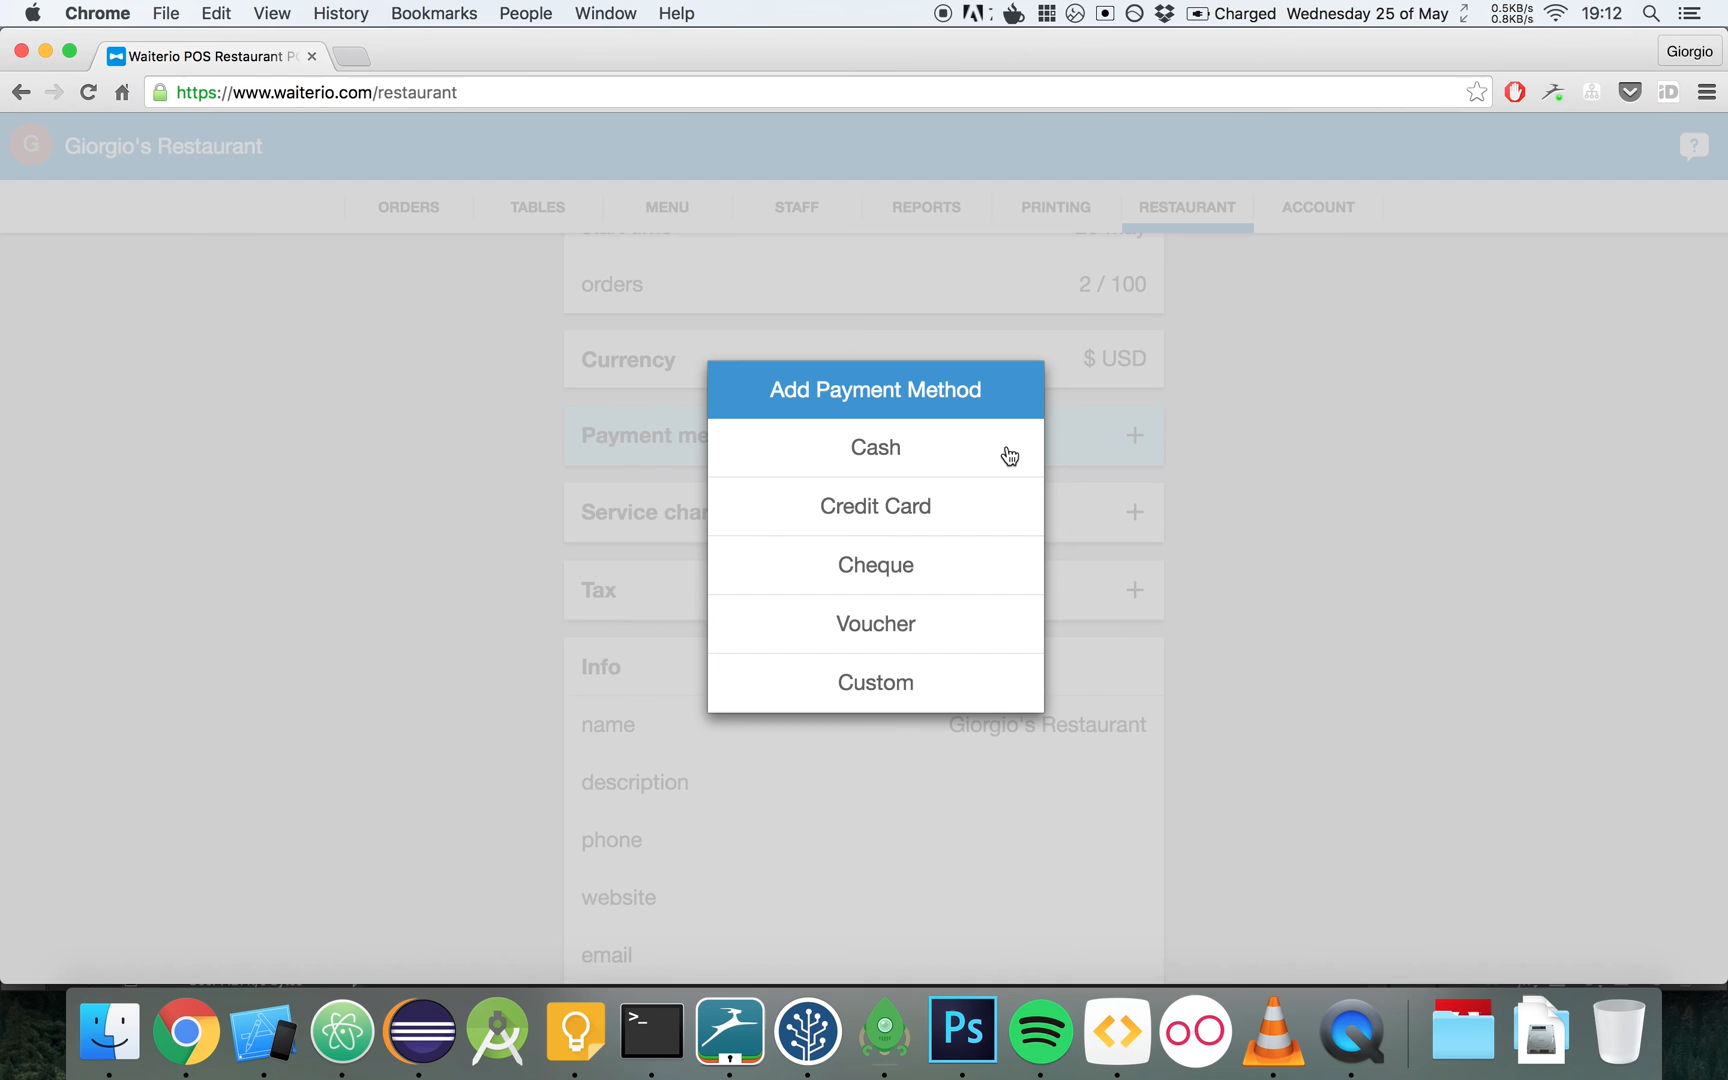 Chrome File Edit View History Bookmarks People Window Help Charged Wednesday 25 of May 0.5KB/s 0.8KB/s 19:12
Waiterio POS Restaurant Giorgio
https://www.waiterio.com/restaurant
G Giorgio's Restaurant ?
ORDERS TABLES MENU STAFF REPORTS PRINTING RESTAURANT ACCOUNT
orders 2 / 100
Currency $ USD
Add Payment Method
Payment me +
Cash
Credit Card
Service char +
Cheque
Tax +
Voucher
Info
Custom
name Giorgio's Restaurant
description
phone
website
email
Ps